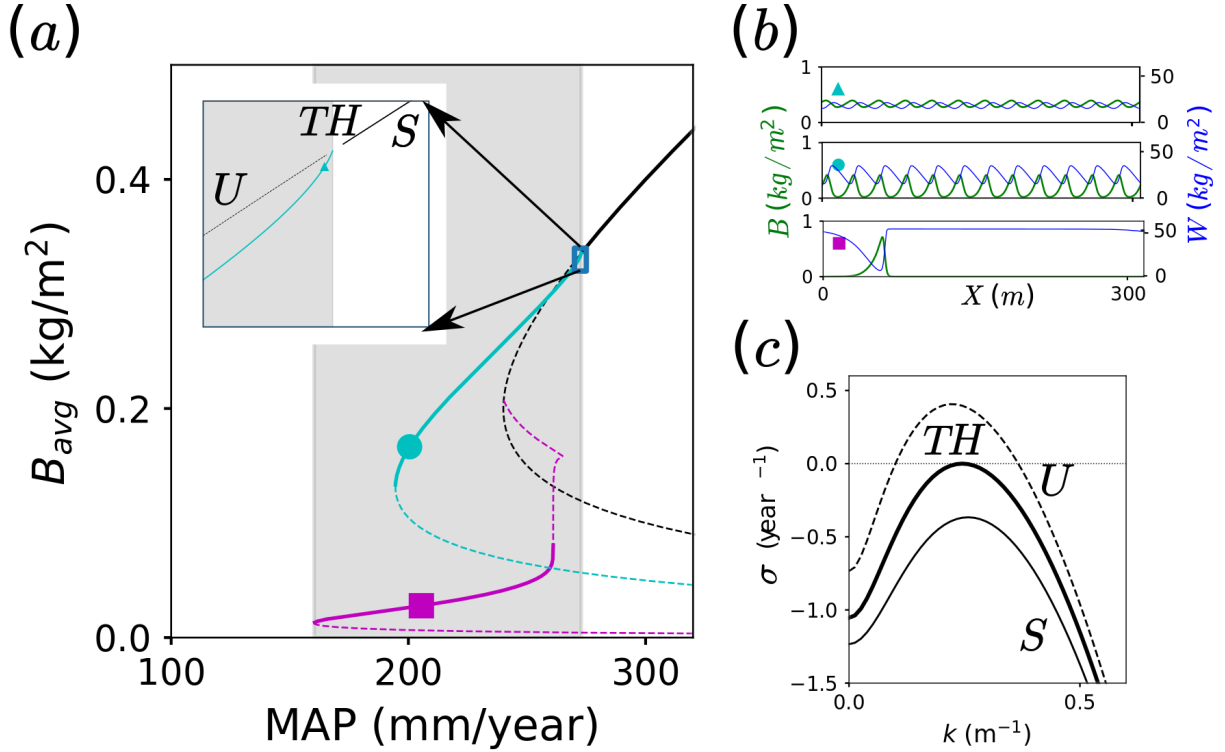 (a)
TH
S
U
0.4
0.2
0.0
B_avg (kg/m²)
100
200
300
MAP (mm/year)
(b)
1
0
50
0
1
0
50
0
1
0
50
0
B (kg/m²)
W (kg/m²)
0
300
X (m)
(c)
0.5
0.0
−0.5
−1.0
−1.5
TH
U
S
σ (year ⁻¹)
0.0
0.5
k (m⁻¹)